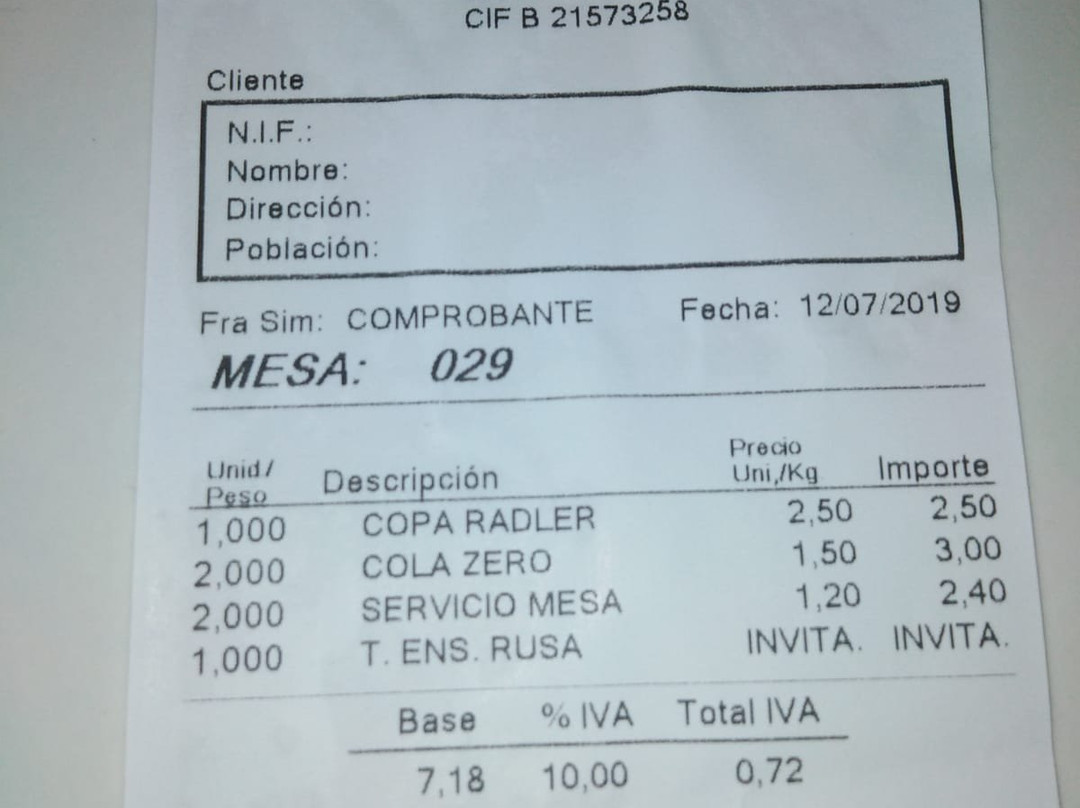 CIF B 21573258
Cliente
N.I.F.:
Nombre:
Dirección:
Población:
Fra Sim: COMPROBANTE Fecha: 12/07/2019
MESA: 029
Unid/ Peso Descripción Precio Uni,/Kg Importe
1,000 COPA RADLER 2,50 2,50
2,000 COLA ZERO 1,50 3,00
2,000 SERVICIO MESA 1,20 2,40
1,000 T. ENS. RUSA INVITA. INVITA.
Base % IVA Total IVA
7,18 10,00 0,72